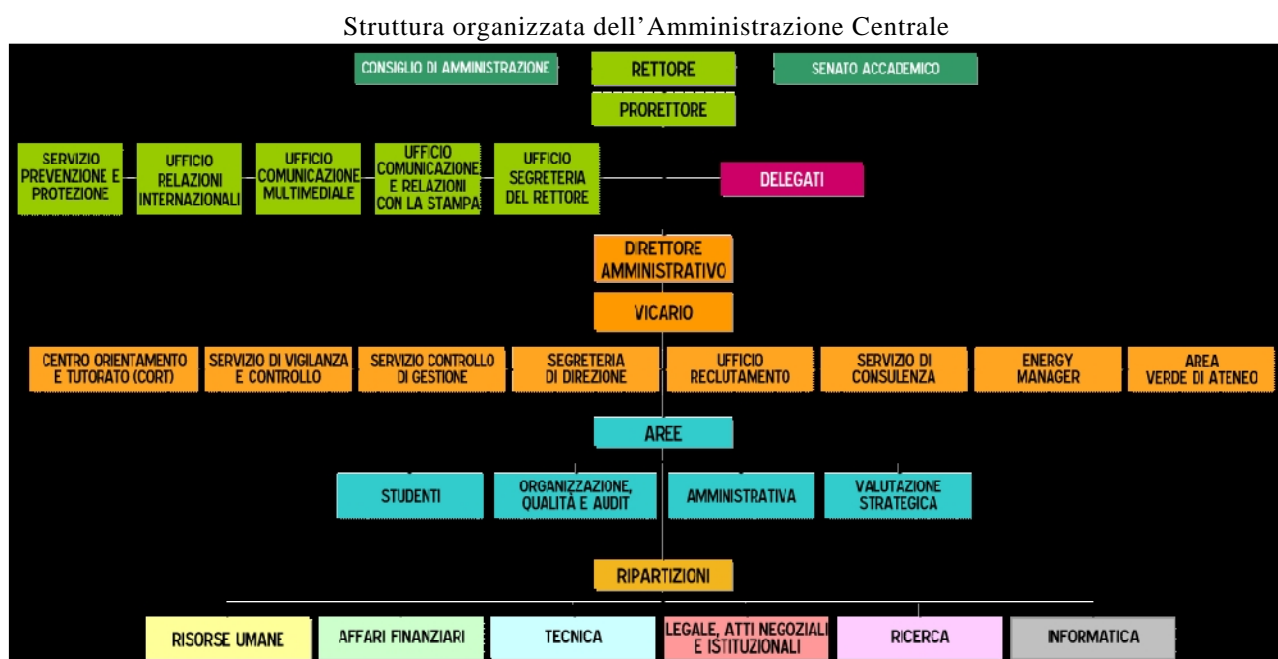 Struttura organizzata dell'Amministrazione Centrale
CONSIGLIO DI AMMINISTRAZIONE
RETTORE
SENATO ACCADEMICO
PRORETTORE
SERVIZIO
PREVENZIONE E
PROTEZIONE
UFFICIO
RELAZIONI
INTERNAZIONALI
UFFICIO
COMUNICAZIONE
MULTIMEDIALE
UFFICIO
COMUNICAZIONE
E RELAZIONI
CON LA STAMPA
UFFICIO
SEGRETERIA
DEL RETTORE
DELEGATI
DIRETTORE
AMMINISTRATIVO
VICARIO
CENTRO ORIENTAMENTO
E TUTORATO (CORT)
SERVIZIO DI VIGILANZA
E CONTROLLO
SERVIZIO CONTROLLO
DI GESTIONE
SEGRETERIA
DI DIREZIONE
UFFICIO
RECLUTAMENTO
SERVIZIO DI
CONSULENZA
ENERGY
MANAGER
AREA
VERDE DI ATENEO
AREE
STUDENTI
ORGANIZZAZIONE,
QUALITÀ E AUDIT
AMMINISTRATIVA
VALUTAZIONE
STRATEGICA
RIPARTIZIONI
RISORSE UMANE
AFFARI FINANZIARI
TECNICA
LEGALE, ATTI NEGOZIALI
E ISTITUZIONALI
RICERCA
INFORMATICA